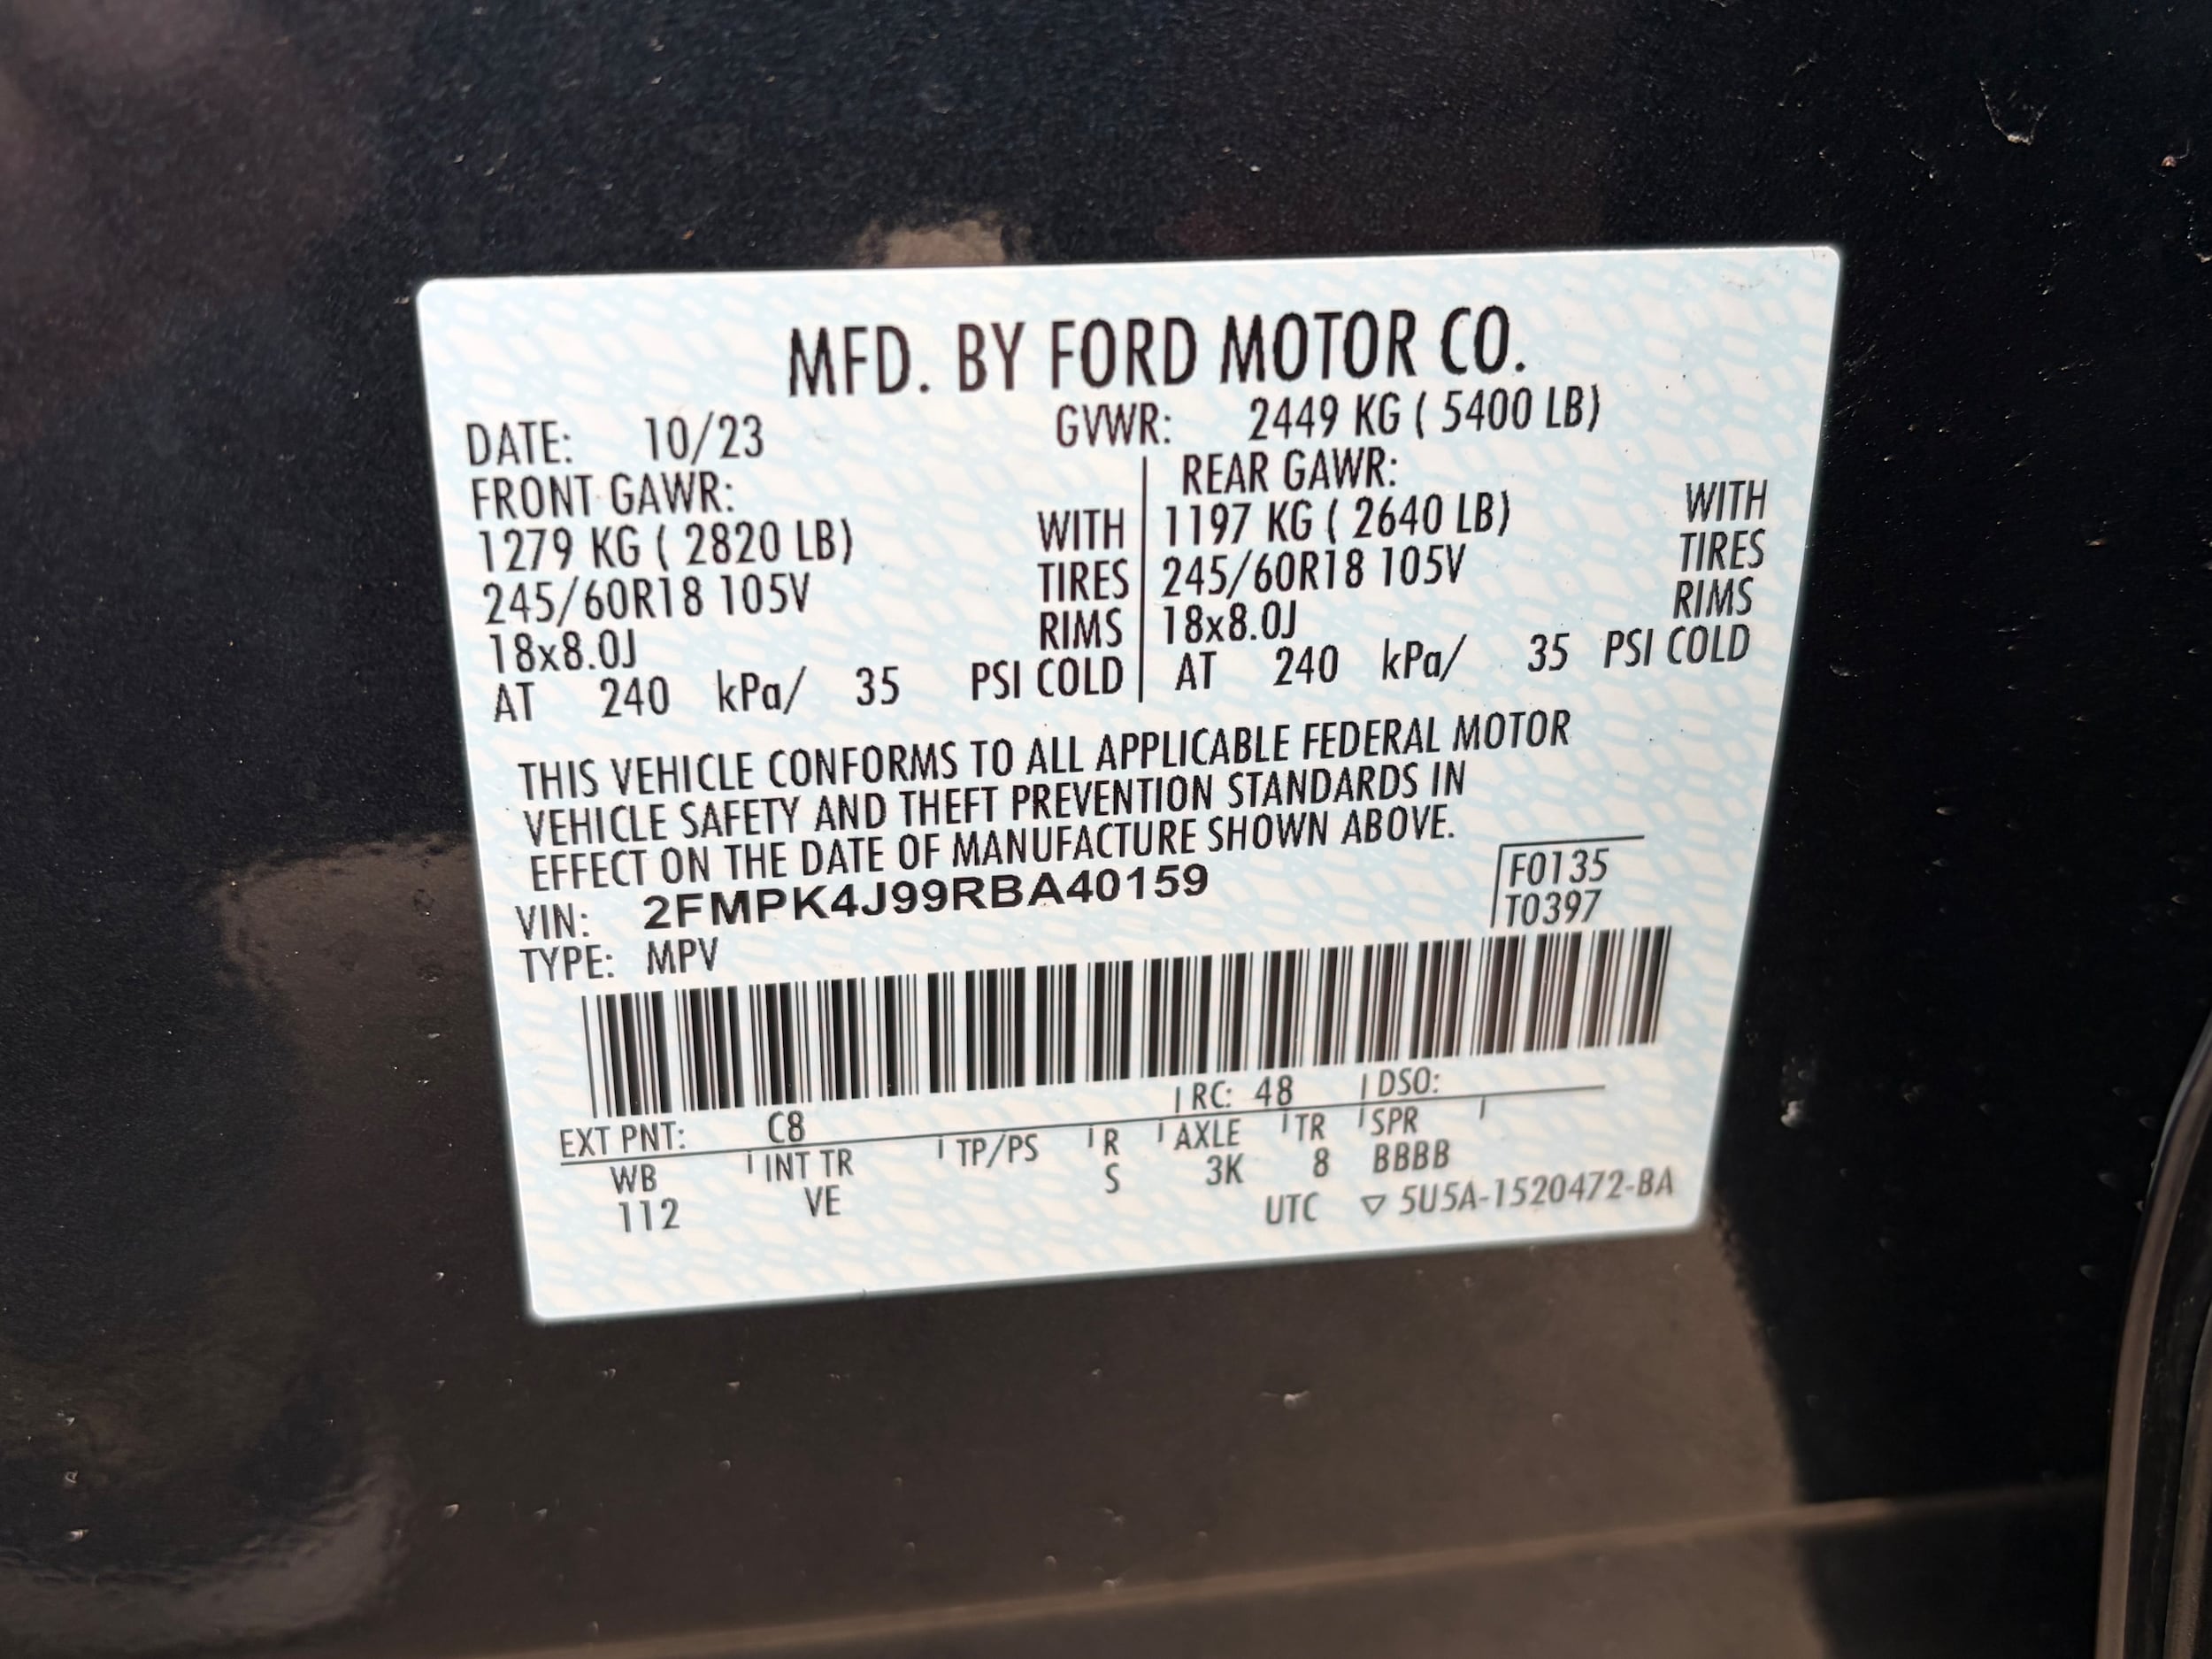 MFD. BY FORD MOTOR CO.
DATE: 10/23 GVWR: 2449 KG ( 5400 LB)
FRONT GAWR: REAR GAWR:
1279 KG ( 2820 LB) WITH 1197 KG ( 2640 LB) WITH
245/60R18 105V TIRES 245/60R18 105V TIRES
18x8.0J RIMS 18x8.0J RIMS
AT 240 kPa/ 35 PSI COLD AT 240 kPa/ 35 PSI COLD
THIS VEHICLE CONFORMS TO ALL APPLICABLE FEDERAL MOTOR
VEHICLE SAFETY AND THEFT PREVENTION STANDARDS IN
EFFECT ON THE DATE OF MANUFACTURE SHOWN ABOVE.
VIN: 2FMPK4J99RBA40159 F0135
TYPE: MPV T0397
EXT PNT: C8 RC: 48 DSO:
WB INT TR TP/PS R AXLE TR SPR
112 VE S 3K 8 BBBB
UTC ▽ 5U5A-1520472-BA